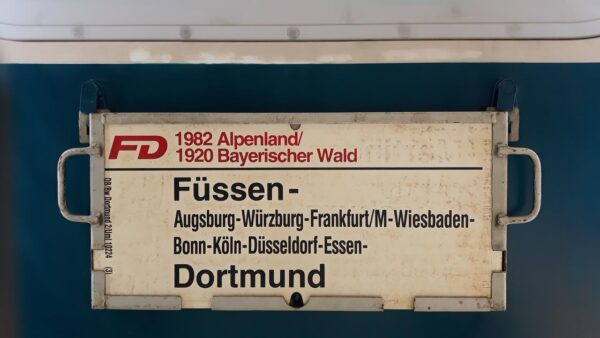 FD
1982 Alpenland/
1920 Bayerischer Wald
Füssen-
Augsburg-Würzburg-Frankfurt/M-Wiesbaden-
Bonn-Köln-Düsseldorf-Essen-
Dortmund